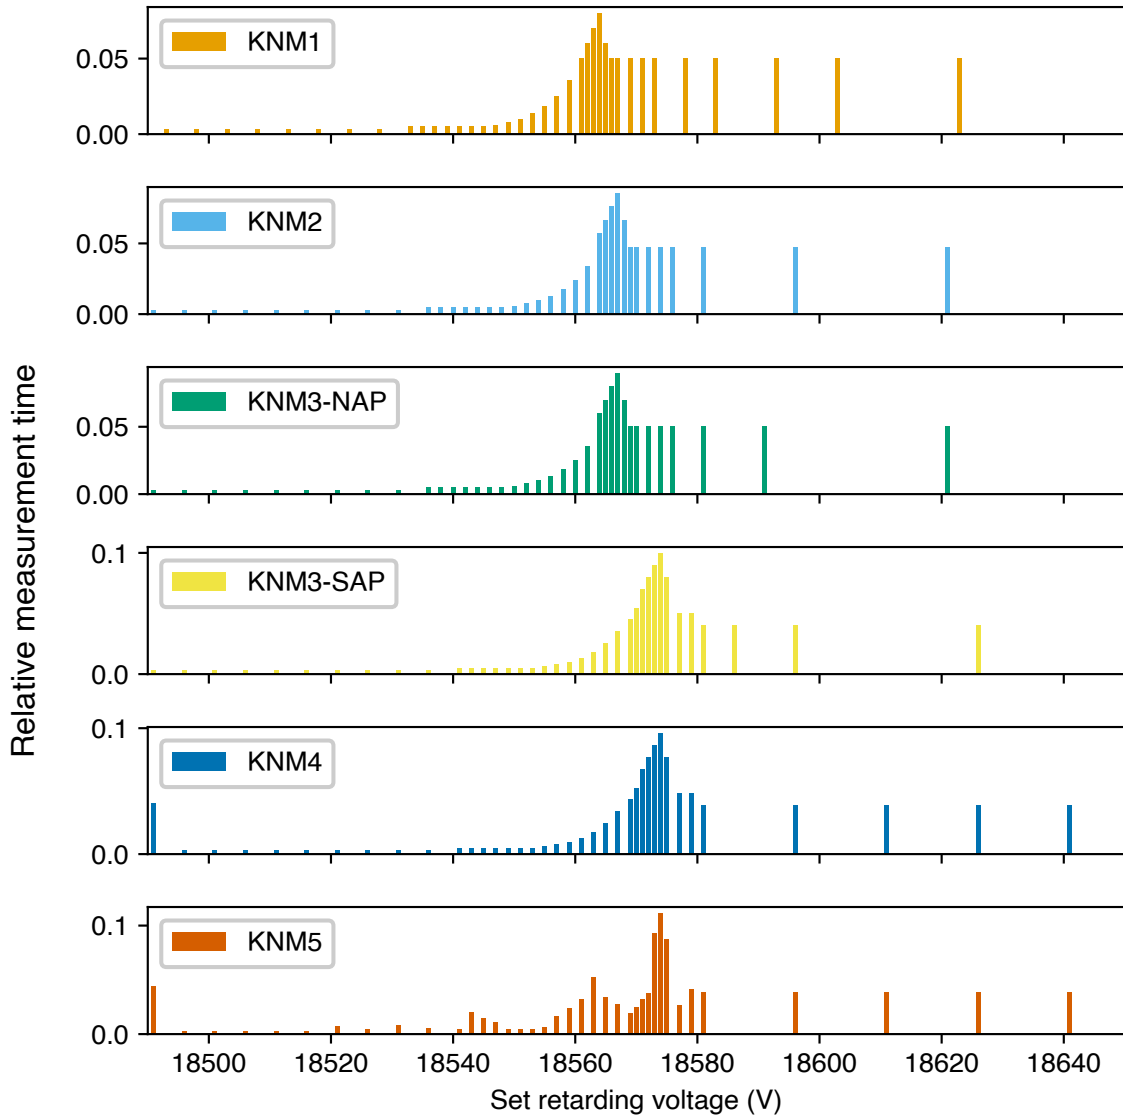 KNM1
0.05
0.00
KNM2
0.05
0.00
KNM3-NAP
0.05
0.00
Relative measurement time
KNM3-SAP
0.1
0.0
KNM4
0.1
0.0
KNM5
0.1
0.0
18500 18520 18540 18560 18580 18600 18620 18640
Set retarding voltage (V)